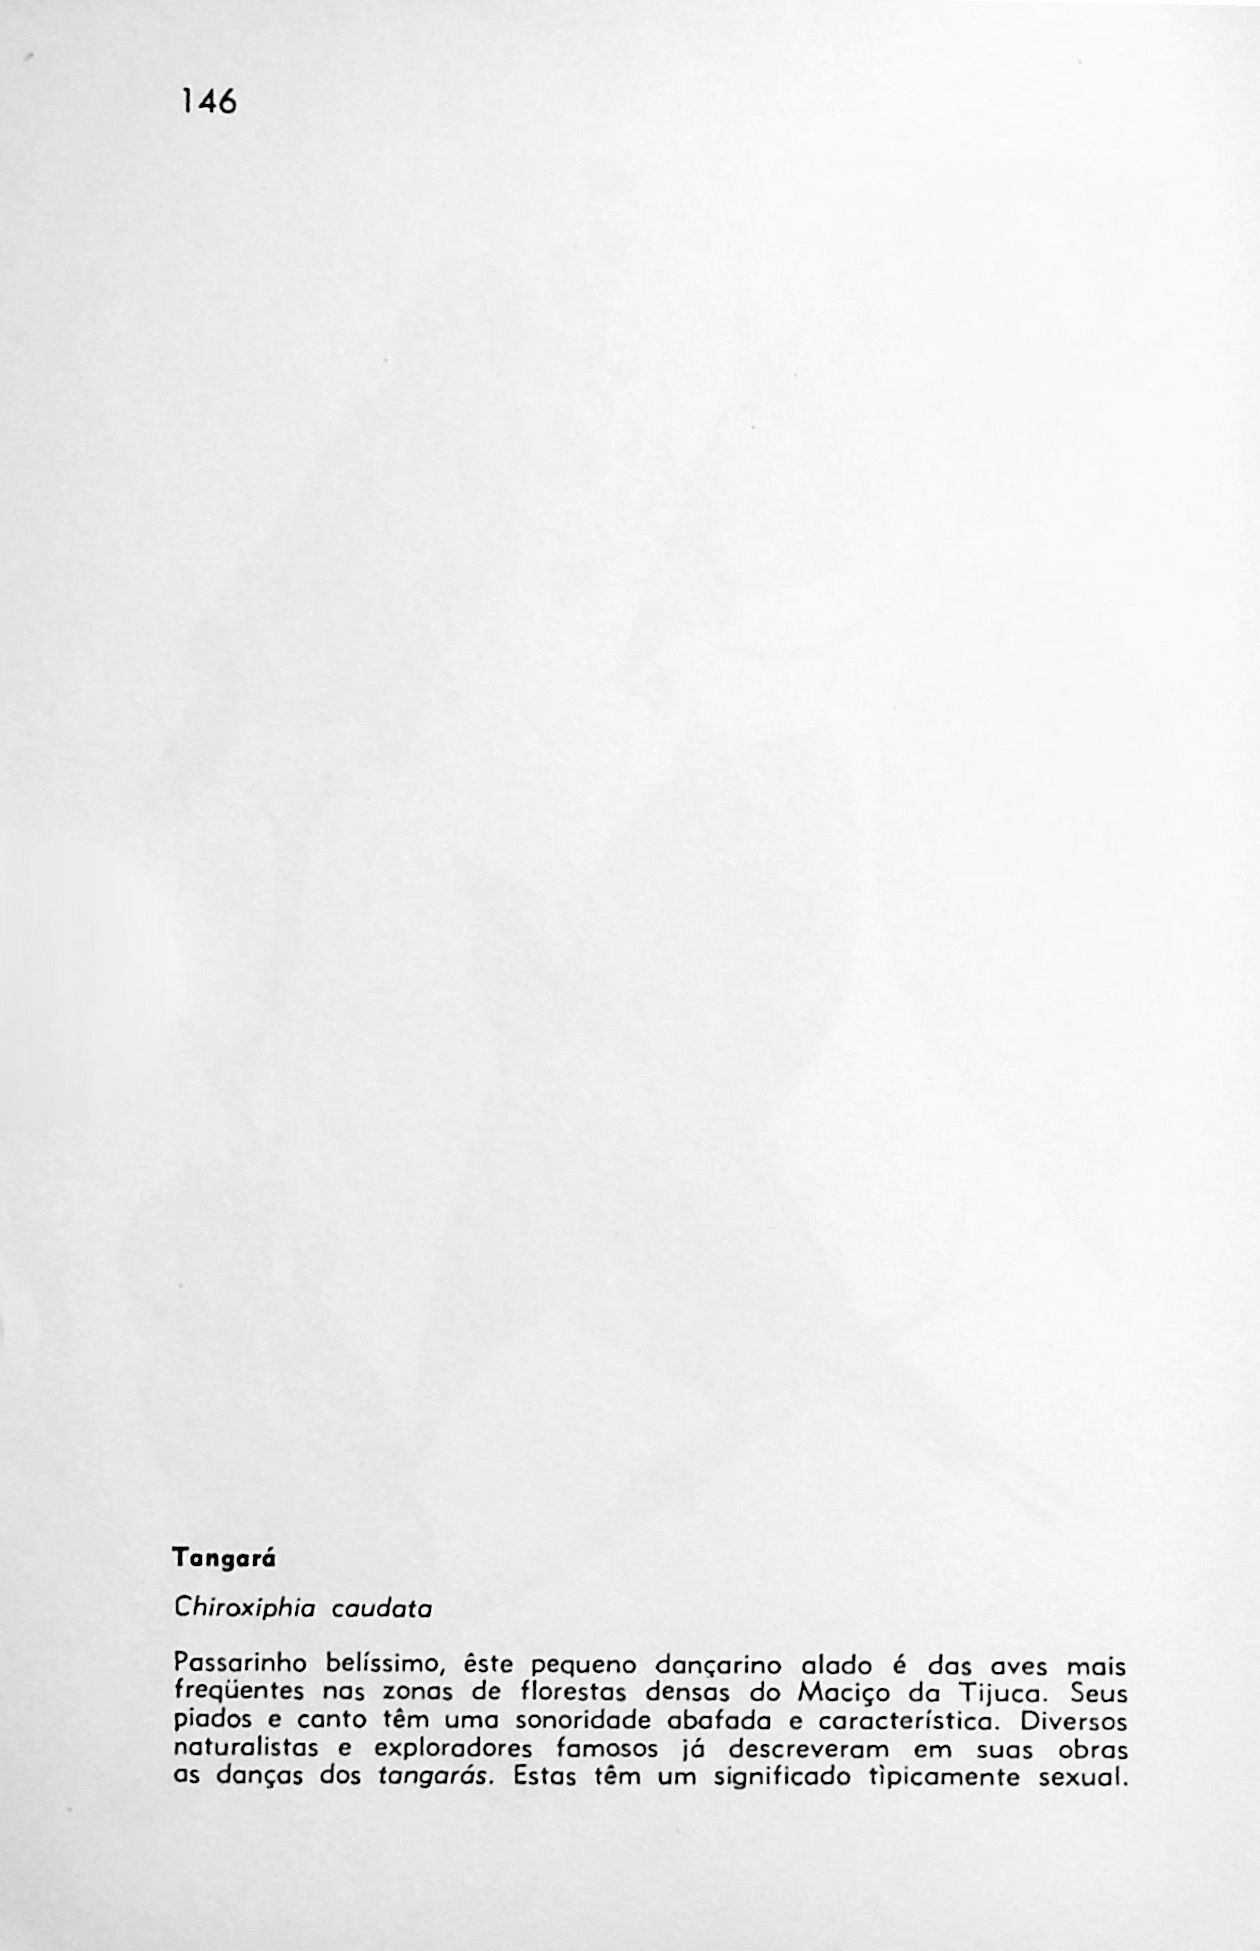 146
Tangará
Chiroxiphia caudata
Passarinho belíssimo, êste pequeno dançarino alado é das aves mais
freqüentes nas zonas de florestas densas do Maciço da Tijuca. Seus
piados e canto têm uma sonoridade abafada e característica. Diversos
naturalistas e exploradores famosos já descreveram em suas obras
as danças dos tangarás. Estas têm um significado tìpicamente sexual.